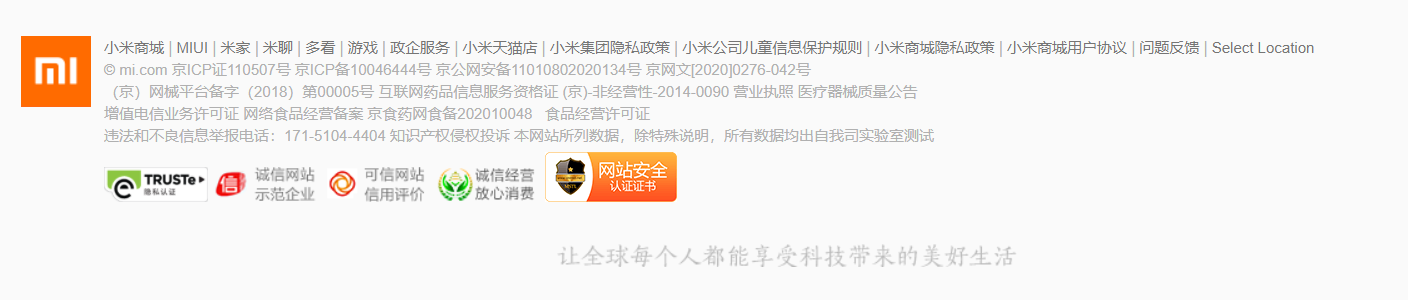 小米商城 | MIUI | 米家 | 米聊 | 多看 | 游戏 | 政企服务 | 小米天猫店 | 小米集团隐私政策 | 小米公司儿童信息保护规则 | 小米商城隐私政策 | 小米商城用户协议 | 问题反馈 | Select Location
mi
© mi.com 京ICP证110507号 京ICP备10046444号 京公网安备11010802020134号 京网文[2020]0276-042号
（京）网械平台备字（2018）第00005号 互联网药品信息服务资格证 (京)-非经营性-2014-0090 营业执照 医疗器械质量公告
增值电信业务许可证 网络食品经营备案 京食药网食备202010048 食品经营许可证
违法和不良信息举报电话：171-5104-4404 知识产权侵权投诉 本网站所列数据，除特殊说明，所有数据均出自我司实验室测试
TRUSTe
隐私认证
信
诚信网站
示范企业
可信网站
信用评价
诚信经营
放心消费
网站安全
认证证书
让全球每个人都能享受科技带来的美好生活